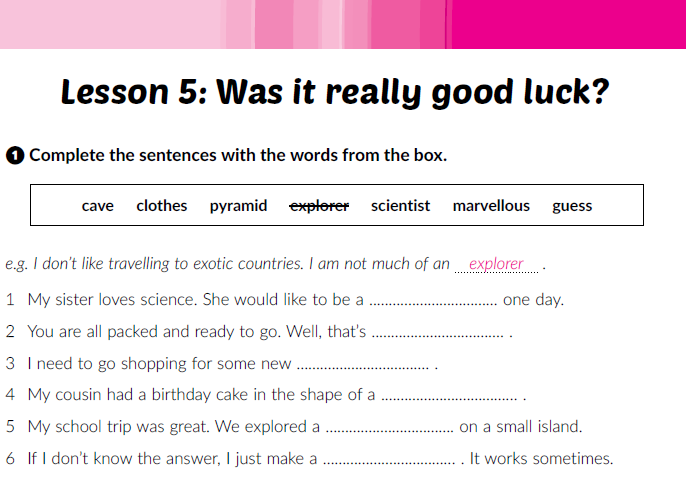 Lesson 5: Was it really good luck?
1 Complete the sentences with the words from the box.
cave clothes pyramid explorer scientist marvellous guess
e.g. I don't like travelling to exotic countries. I am not much of an explorer .
1 My sister loves science. She would like to be a ................................. one day.
2 You are all packed and ready to go. Well, that's .................................. .
3 I need to go shopping for some new .................................. .
4 My cousin had a birthday cake in the shape of a ................................... .
5 My school trip was great. We explored a ................................. on a small island.
6 If I don't know the answer, I just make a .................................. . It works sometimes.